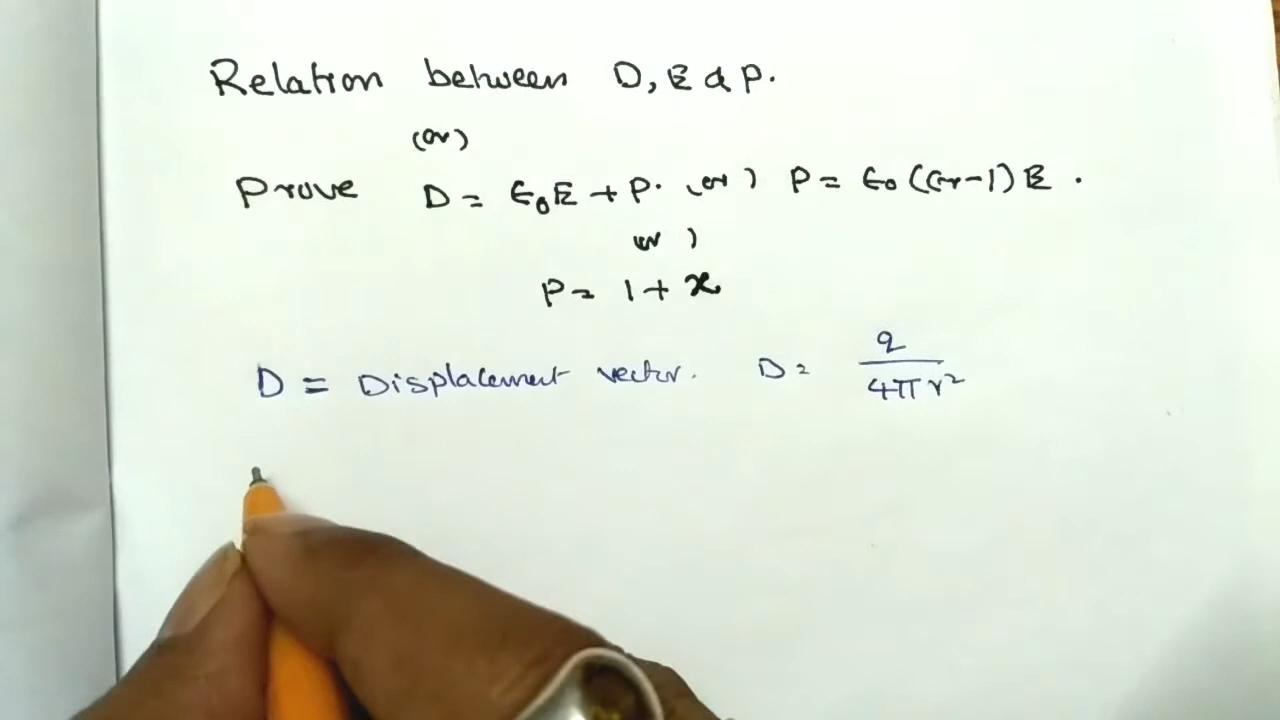 Relation between D, E & P.
(or)
Prove D = ϵ₀E + P. (or) P = ϵ₀(ϵr-1)E.
or)
P = 1 + x
D = Displacement vector. D = q / 4πr²